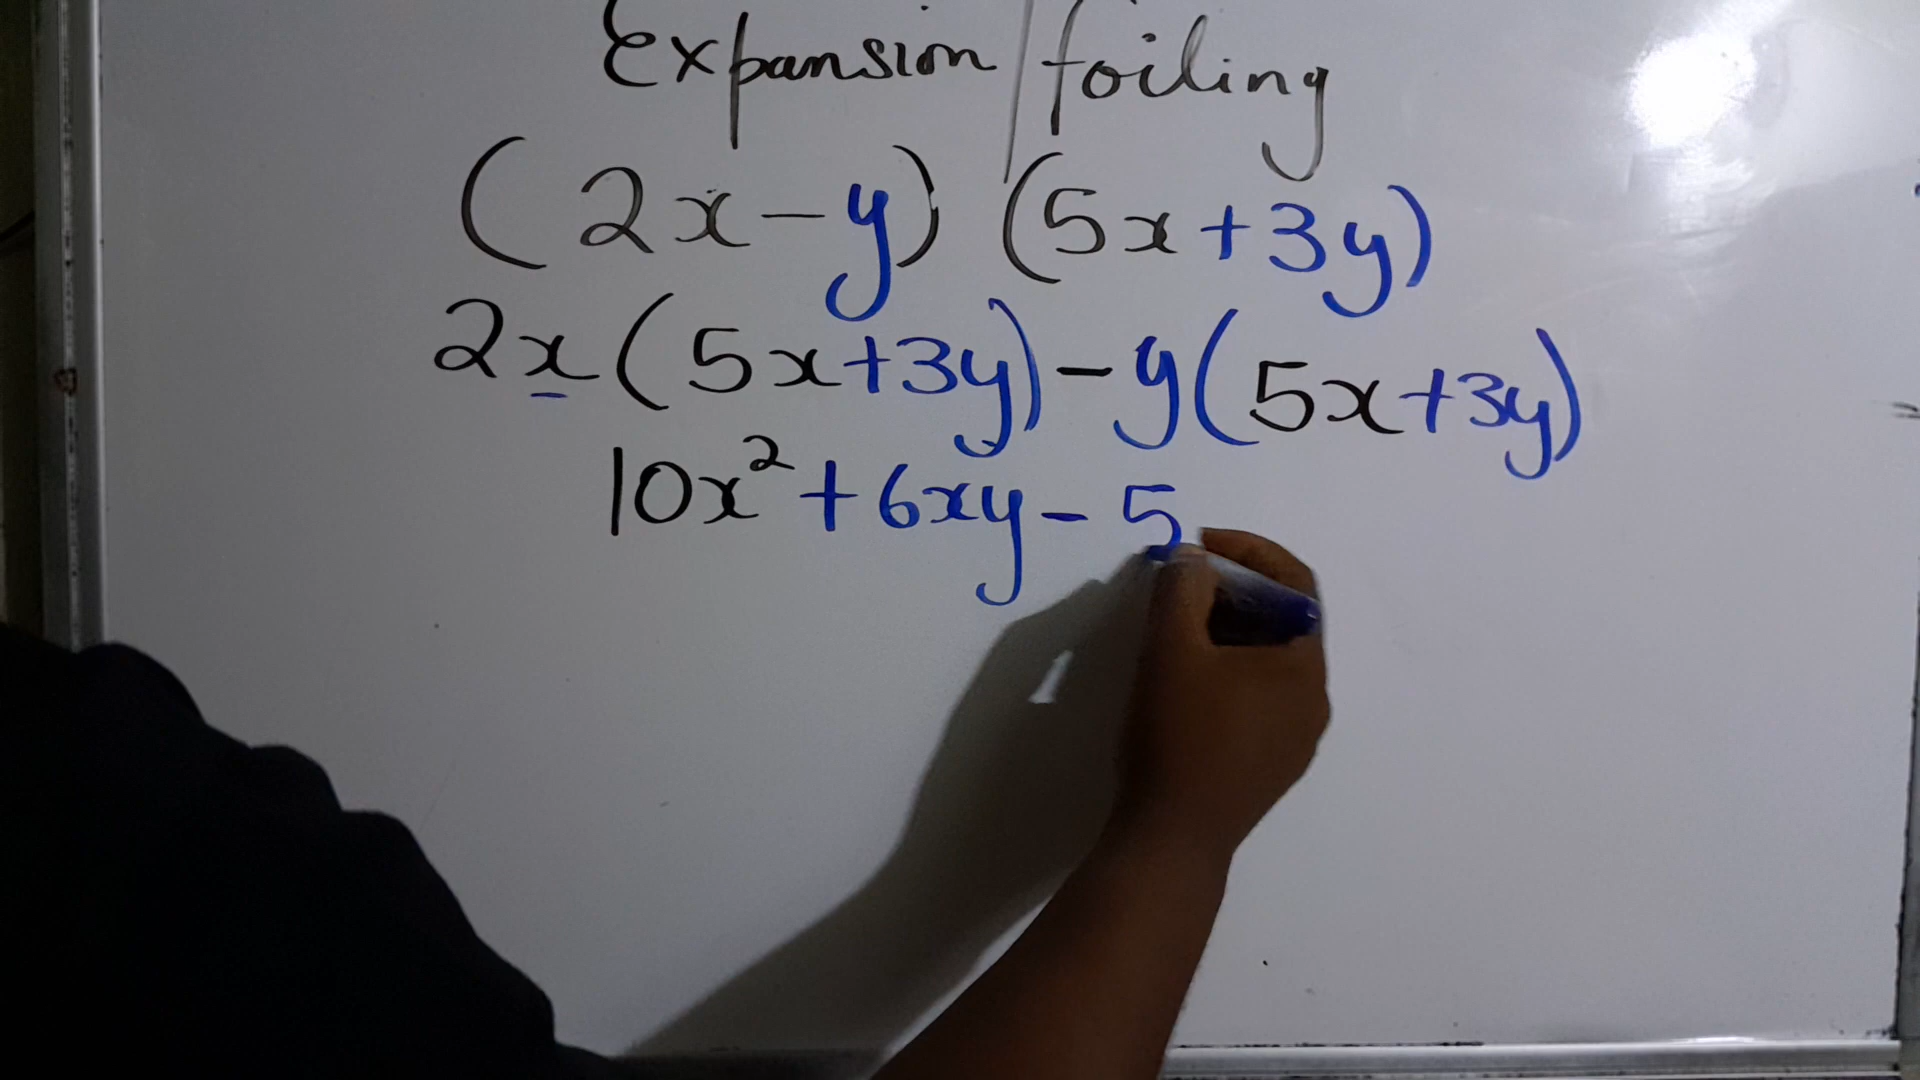 Expansion/foiling
(2x-y) (5x+3y)
2x(5x+3y)-y(5x+3y)
10x²+6xy-5